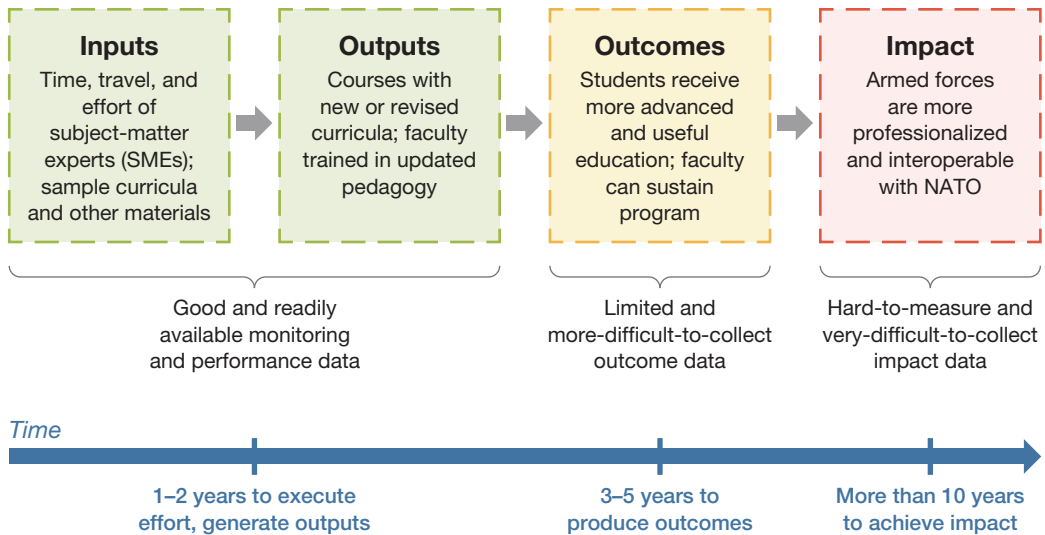 Inputs
Time, travel, and
effort of
subject-matter
experts (SMEs);
sample curricula
and other materials
Outputs
Courses with
new or revised
curricula; faculty
trained in updated
pedagogy
Outcomes
Students receive
more advanced
and useful
education; faculty
can sustain
program
Impact
Armed forces
are more
professionalized
and interoperable
with NATO
Good and readily
available monitoring
and performance data
Limited and
more-difficult-to-collect
outcome data
Hard-to-measure and
very-difficult-to-collect
impact data
Time
1–2 years to execute
effort, generate outputs
3–5 years to
produce outcomes
More than 10 years
to achieve impact